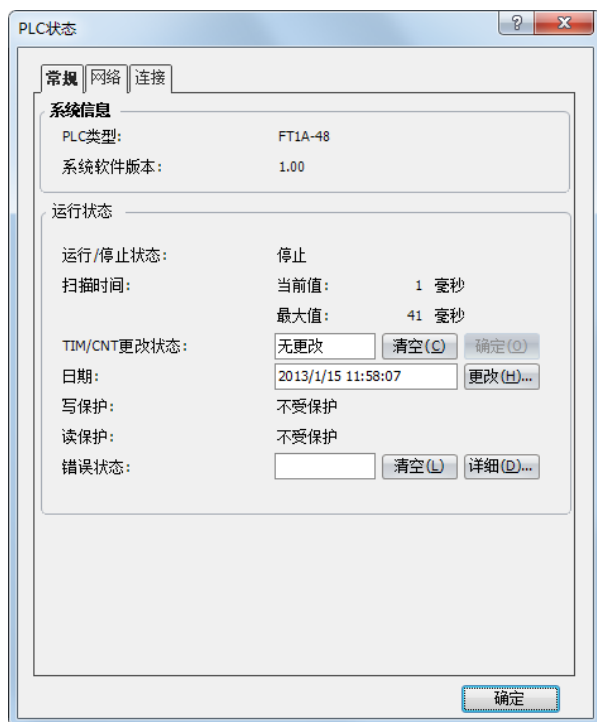 PLC状态
?
常规 网络 连接
系统信息
PLC类型: FT1A-48
系统软件版本: 1.00
运行状态
运行/停止状态: 停止
扫描时间: 当前值: 1 毫秒
最大值: 41 毫秒
TIM/CNT更改状态: 无更改 清空(C) 确定(O)
日期: 2013/1/15 11:58:07 更改(H)...
写保护: 不受保护
读保护: 不受保护
错误状态: 清空(L) 详细(D)...
确定